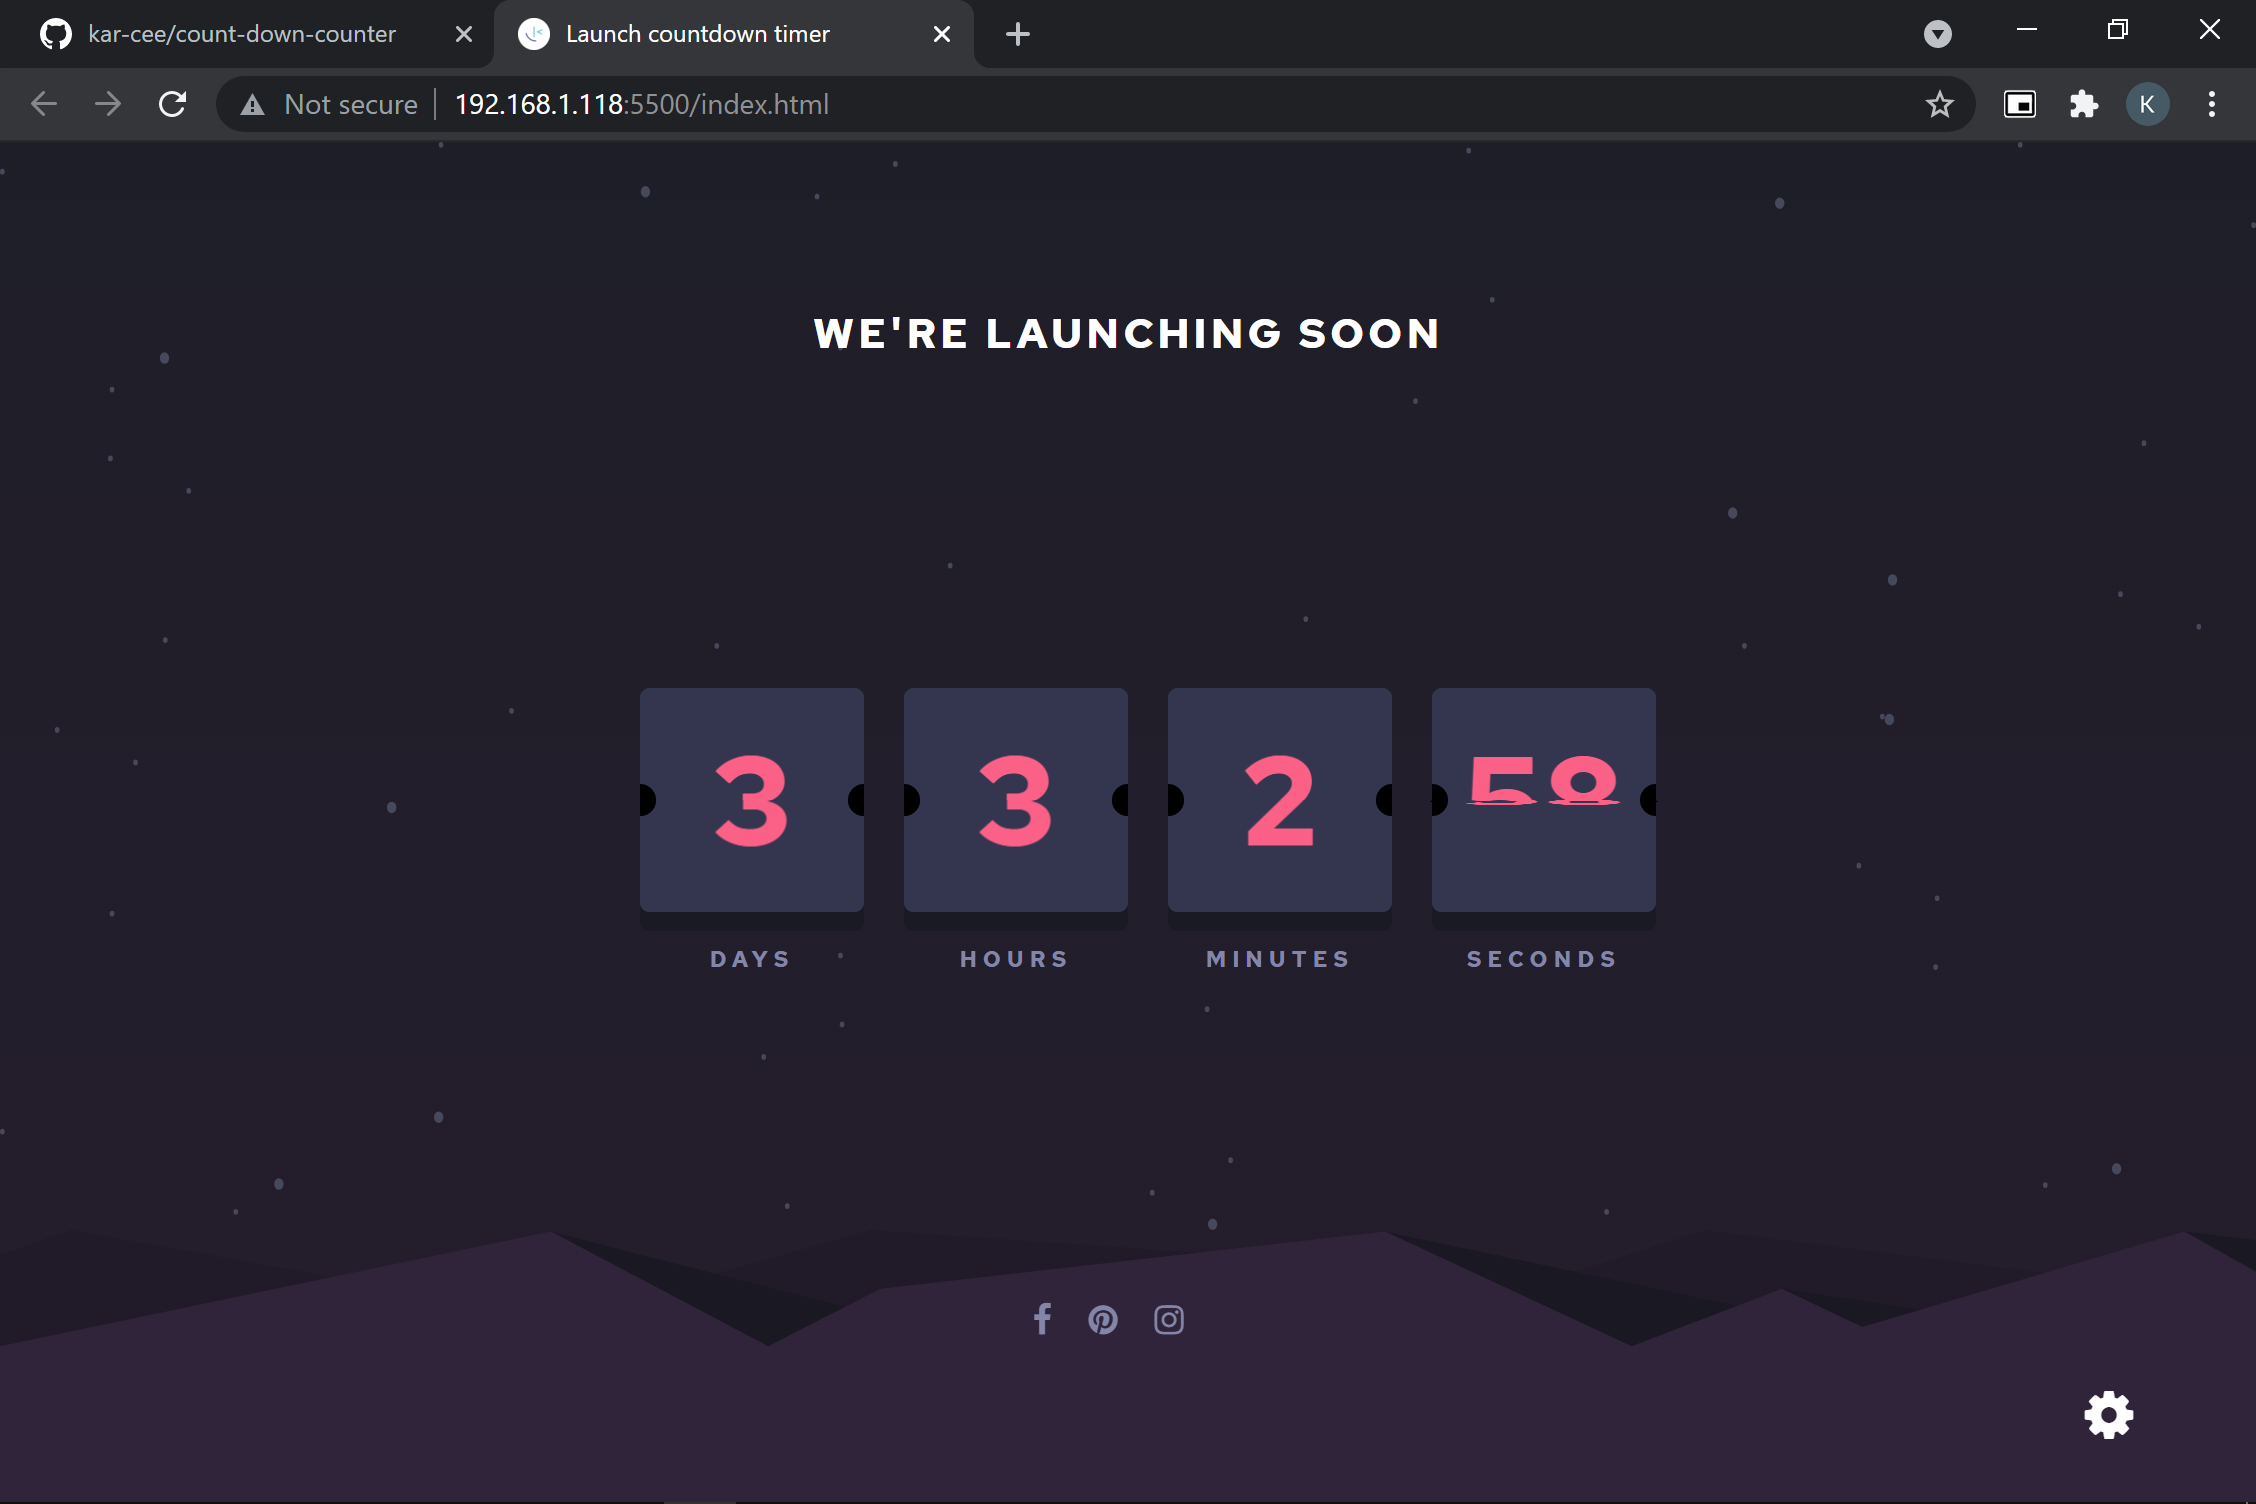 kar-cee/count-down-counter
Launch countdown timer
Not secure
192.168.1.118:5500/index.html
K
WE'RE LAUNCHING SOON
3
3
2
DAYS
HOURS
MINUTES
SECONDS